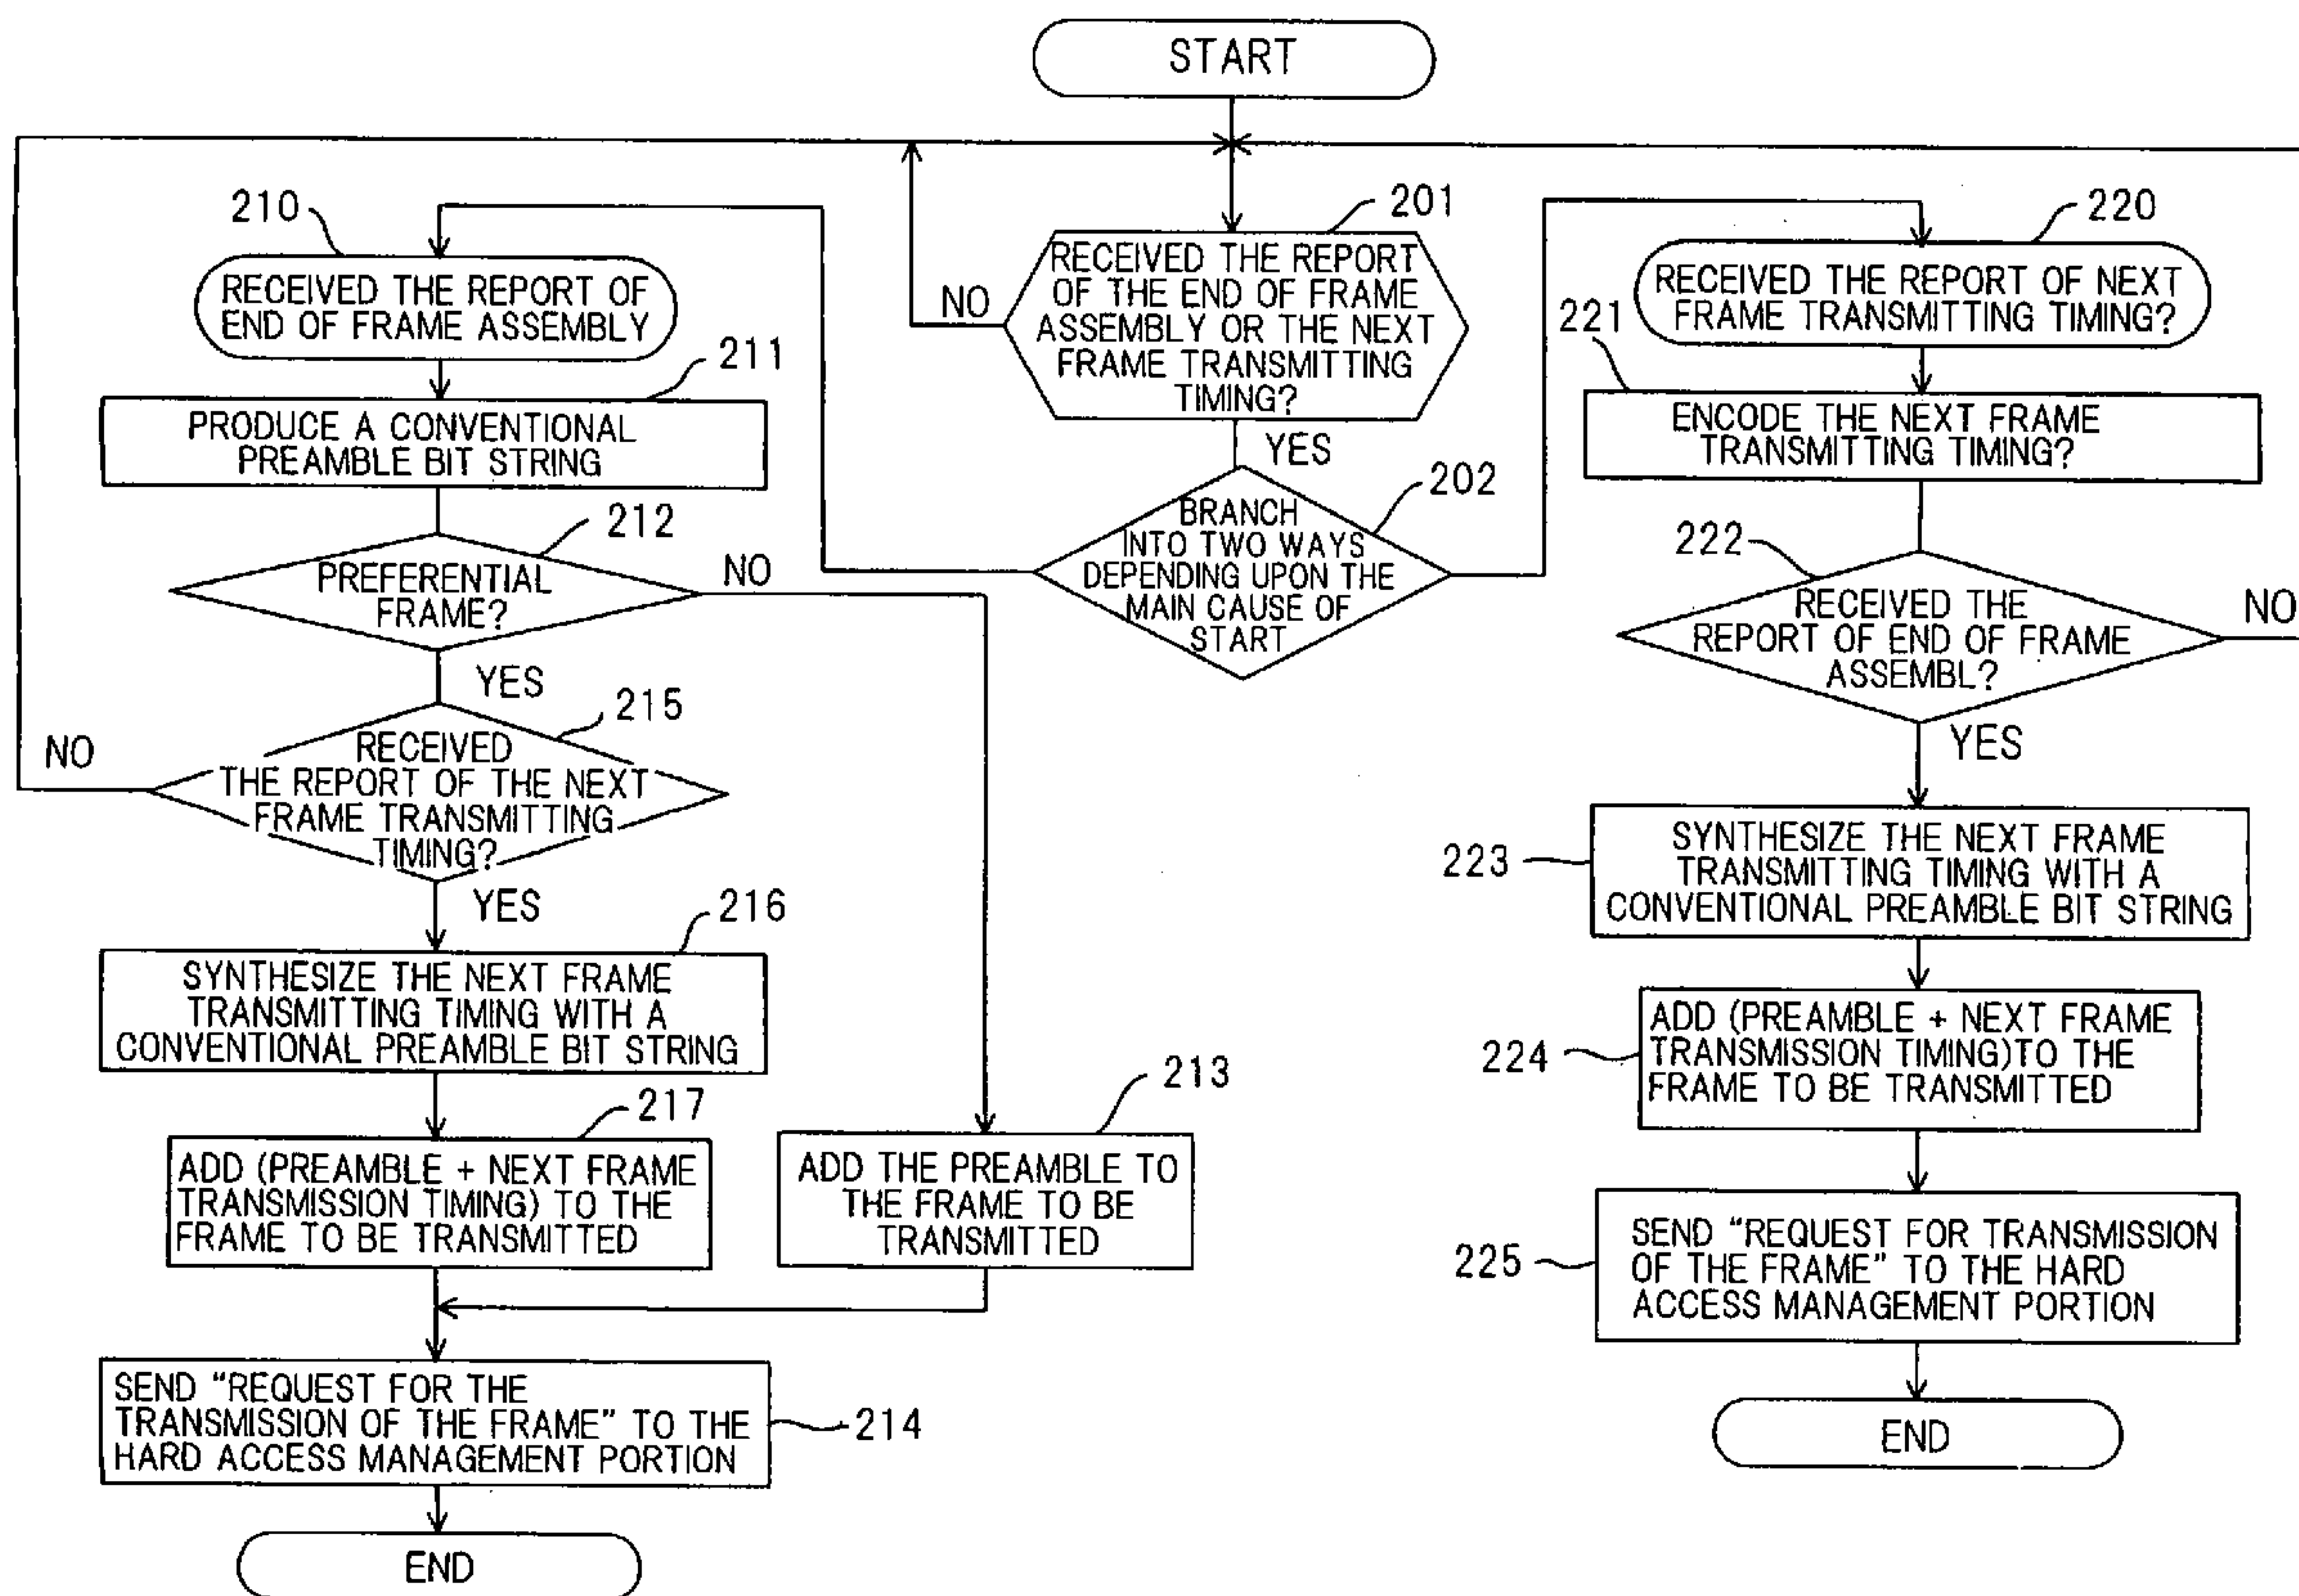 START
201
RECEIVED THE REPORT
OF THE END OF FRAME
ASSEMBLY OR THE NEXT
FRAME TRANSMITTING
TIMING?
NO
YES
202
BRANCH
INTO TWO WAYS
DEPENDING UPON THE
MAIN CAUSE OF
START
210
RECEIVED THE REPORT OF
END OF FRAME ASSEMBLY
211
PRODUCE A CONVENTIONAL
PREAMBLE BIT STRING
212
PREFERENTIAL
FRAME?
NO
YES
215
RECEIVED
THE REPORT OF THE NEXT
FRAME TRANSMITTING
TIMING?
NO
YES
216
SYNTHESIZE THE NEXT FRAME
TRANSMITTING TIMING WITH A
CONVENTIONAL PREAMBLE BIT STRING
217
ADD (PREAMBLE + NEXT FRAME
TRANSMISSION TIMING) TO THE
FRAME TO BE TRANSMITTED
213
ADD THE PREAMBLE TO
THE FRAME TO BE
TRANSMITTED
SEND "REQUEST FOR THE
TRANSMISSION OF THE FRAME" TO THE
HARD ACCESS MANAGEMENT PORTION
214
END
220
RECEIVED THE REPORT OF NEXT
FRAME TRANSMITTING TIMING?
221
ENCODE THE NEXT FRAME
TRANSMITTING TIMING?
222
RECEIVED THE
REPORT OF END OF FRAME
ASSEMBL?
NO
YES
223
SYNTHESIZE THE NEXT FRAME
TRANSMITTING TIMING WITH A
CONVENTIONAL PREAMBLE BIT STRING
224
ADD (PREAMBLE + NEXT FRAME
TRANSMISSION TIMING)TO THE
FRAME TO BE TRANSMITTED
225
SEND "REQUEST FOR TRANSMISSION
OF THE FRAME" TO THE HARD
ACCESS MANAGEMENT PORTION
END